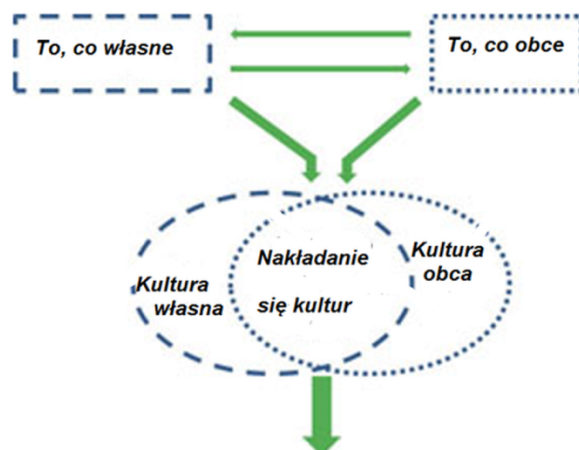 To, co własne
To, co obce
Nakładanie
się kultur
Kultura
własna
Kultura
obca